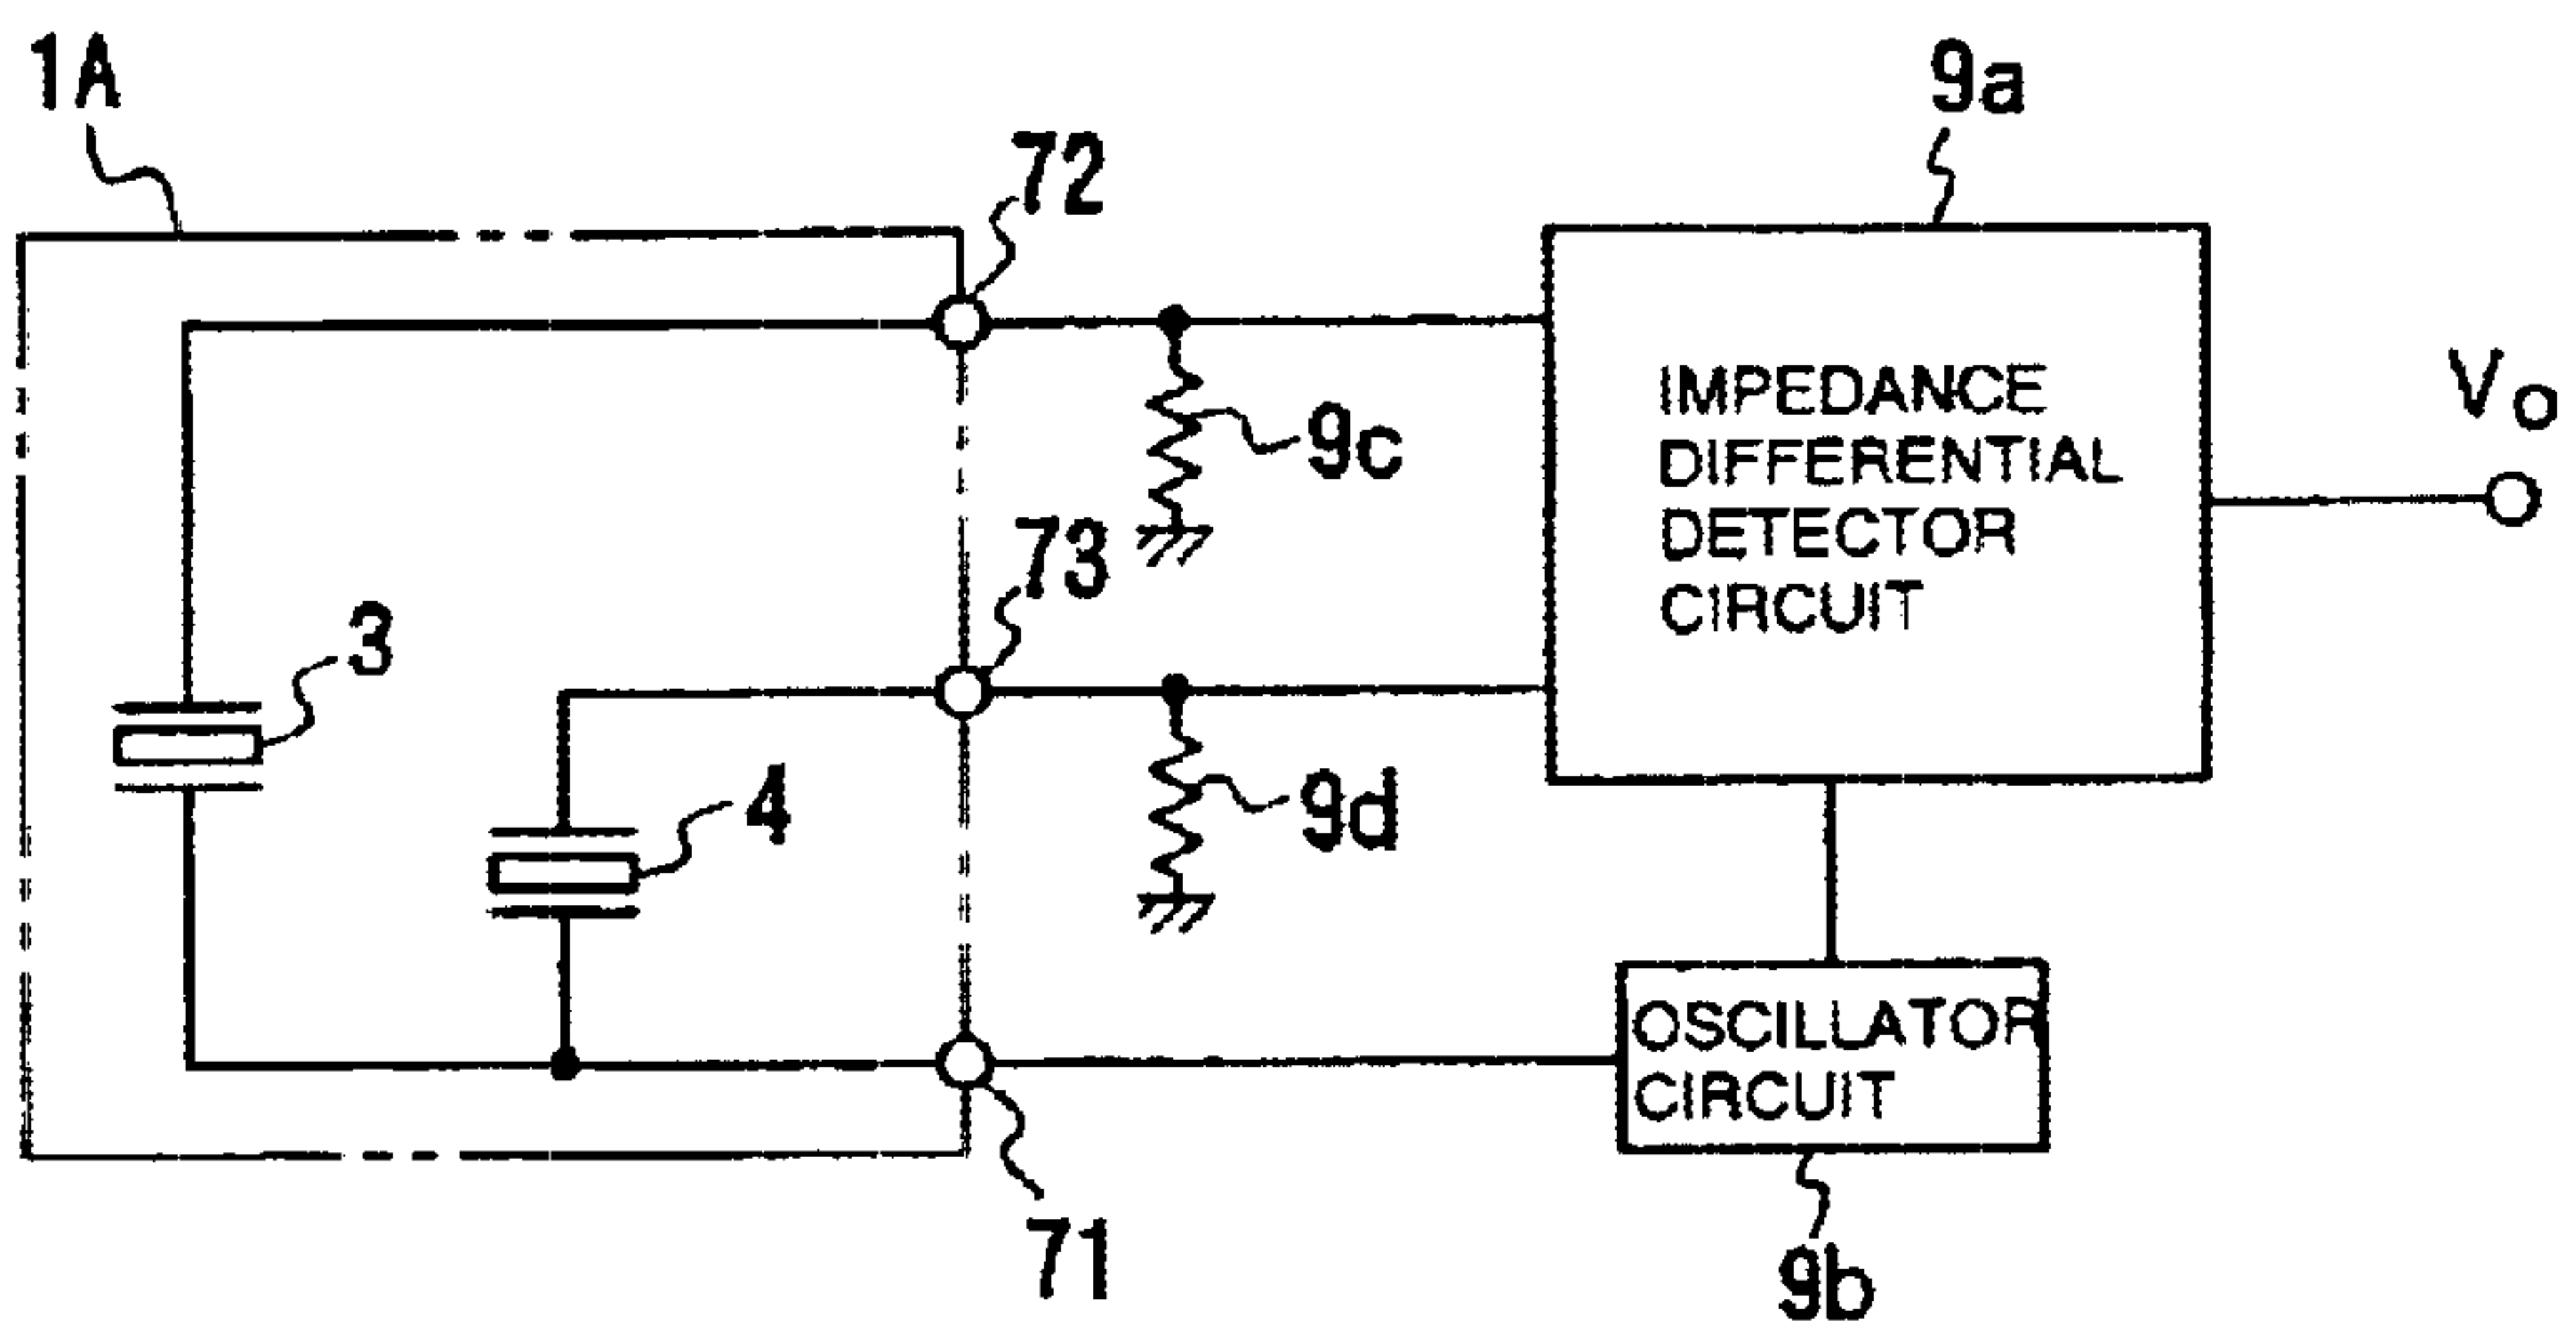 1A
9a
72
IMPEDANCE
DIFFERENTIAL
DETECTOR
CIRCUIT
Vo
9c
73
3
4
9d
OSCILLATOR
CIRCUIT
71
9b